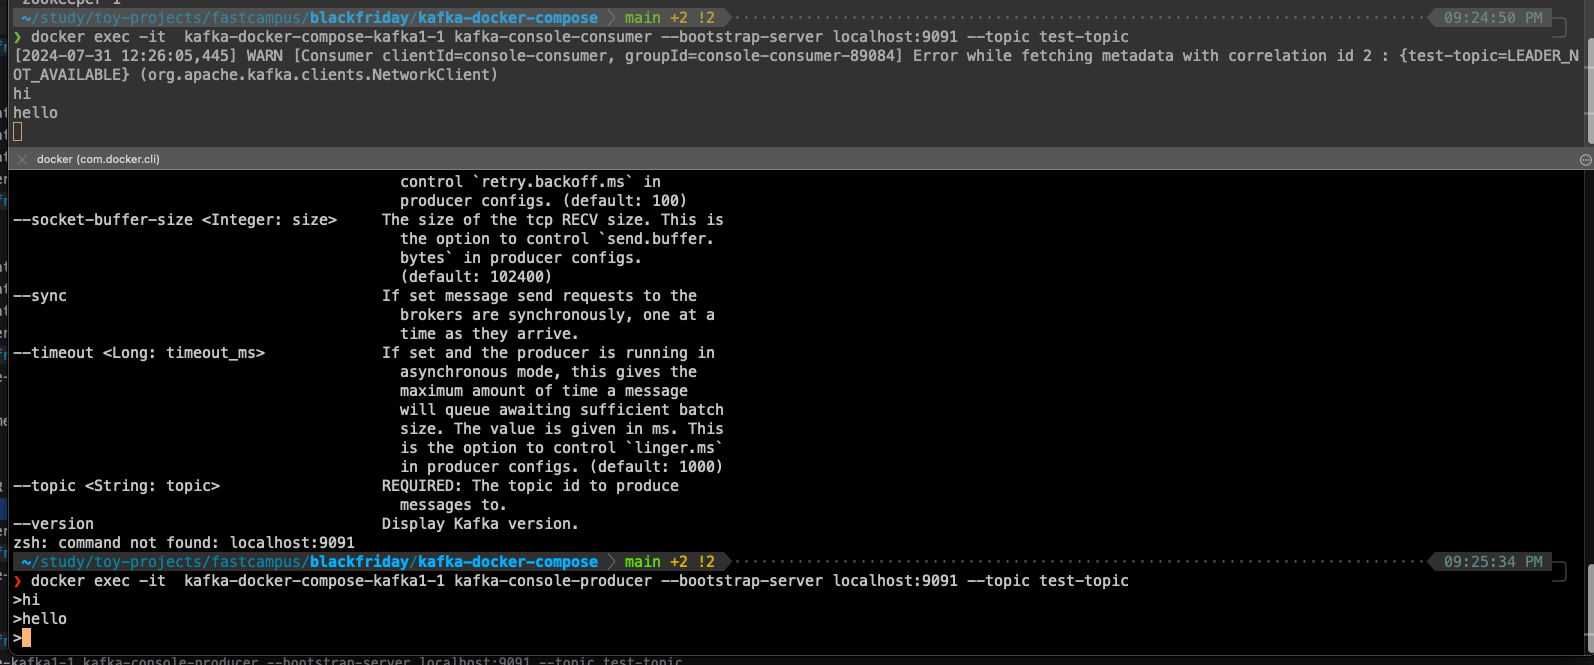 zookeeper-1
~/study/toy-projects/fastcampus/blackfriday/kafka-docker-compose main +2 !2 09:24:50 PM
❯ docker exec -it  kafka-docker-compose-kafka1-1 kafka-console-consumer --bootstrap-server localhost:9091 --topic test-topic
[2024-07-31 12:26:05,445] WARN [Consumer clientId=console-consumer, groupId=console-consumer-89084] Error while fetching metadata with correlation id 2 : {test-topic=LEADER_N
OT_AVAILABLE} (org.apache.kafka.clients.NetworkClient)
hi
hello
docker (com.docker.cli)
control `retry.backoff.ms` in
producer configs. (default: 100)
--socket-buffer-size <Integer: size> The size of the tcp RECV size. This is
the option to control `send.buffer.
bytes` in producer configs.
(default: 102400)
--sync If set message send requests to the
brokers are synchronously, one at a
time as they arrive.
--timeout <Long: timeout_ms> If set and the producer is running in
asynchronous mode, this gives the
maximum amount of time a message
will queue awaiting sufficient batch
size. The value is given in ms. This
is the option to control `linger.ms`
in producer configs. (default: 1000)
--topic <String: topic> REQUIRED: The topic id to produce
messages to.
--version Display Kafka version.
zsh: command not found: localhost:9091
~/study/toy-projects/fastcampus/blackfriday/kafka-docker-compose main +2 !2 09:25:34 PM
❯ docker exec -it  kafka-docker-compose-kafka1-1 kafka-console-producer --bootstrap-server localhost:9091 --topic test-topic
>hi
>hello
>
e-kafka1-1 kafka-console-producer --bootstrap-server localhost:9091 --topic test-topic